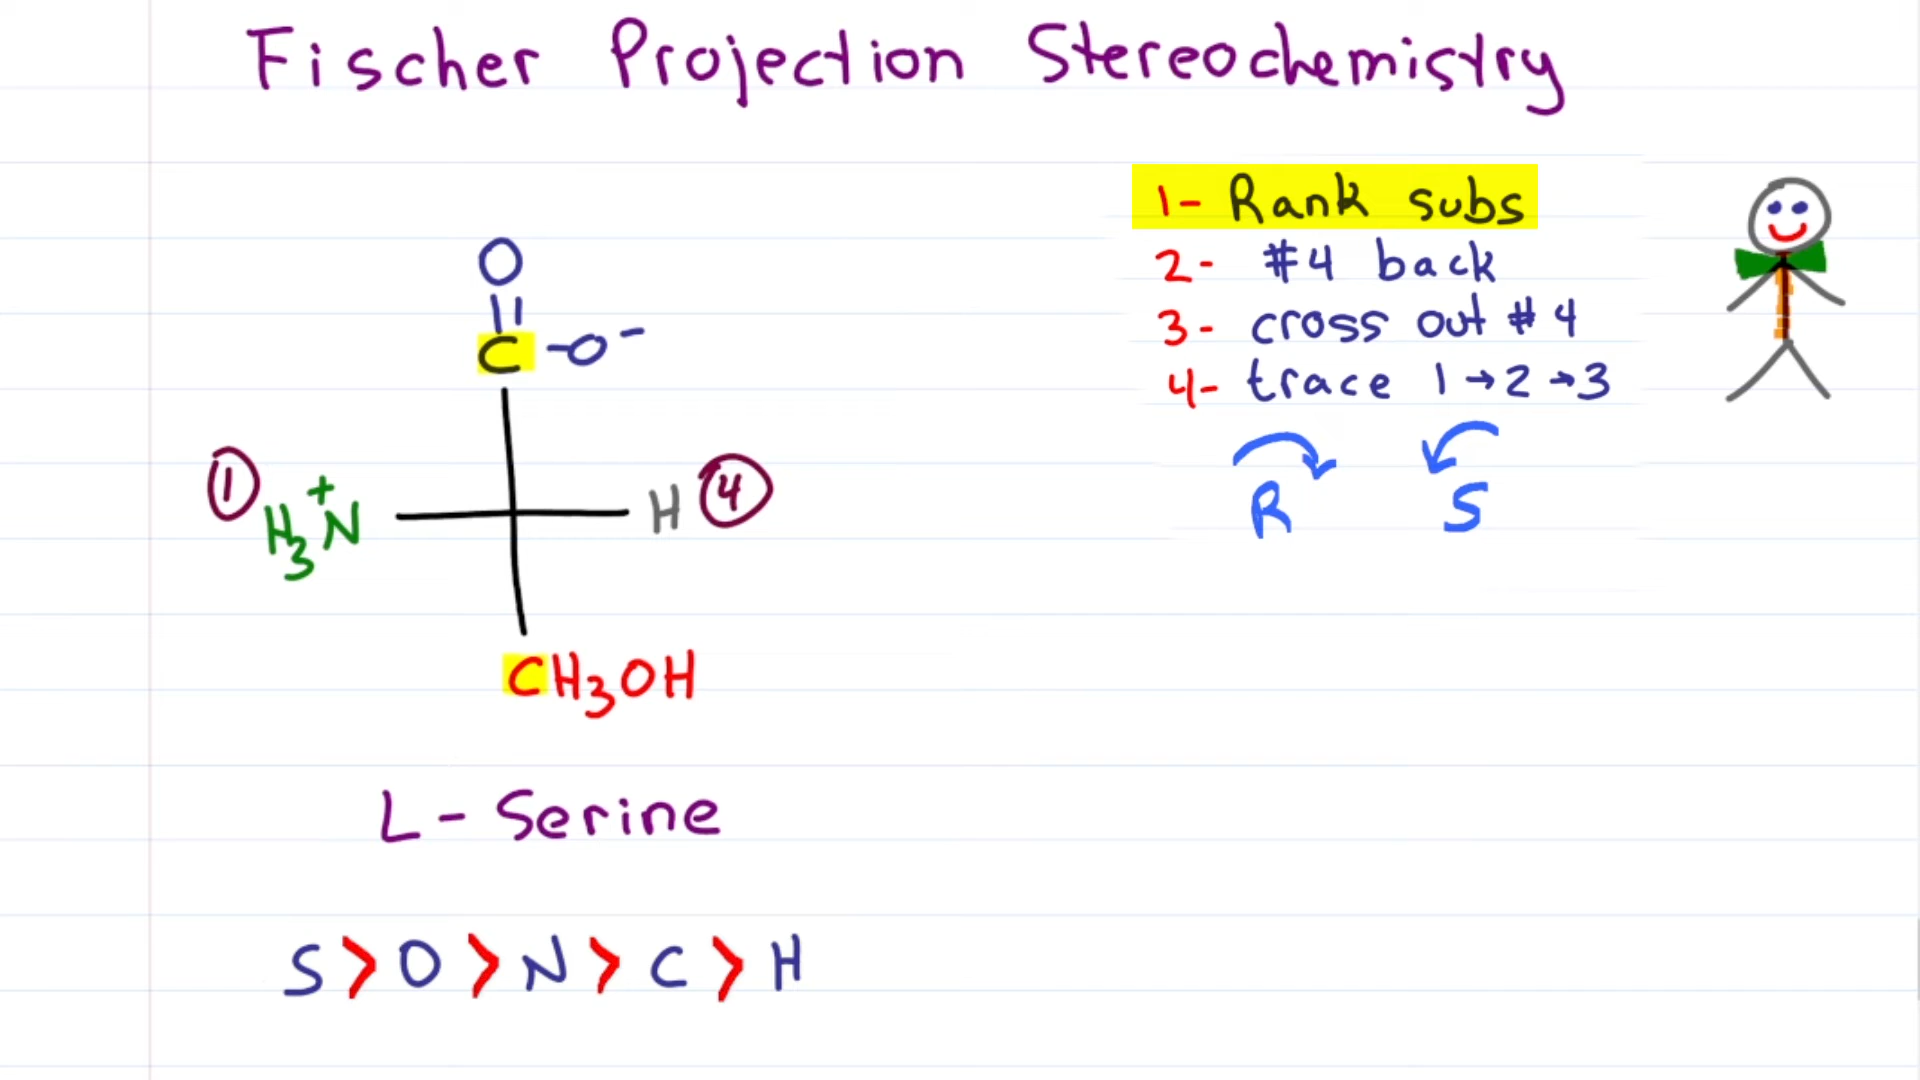 Fischer Projection Stereochemistry
1- Rank subs
2- #4 back
3- cross out #4
4- trace 1→2→3
R S
O
C -O⁻
① H₃N⁺ H ④
CH₃OH
L-Serine
S > O > N > C > H